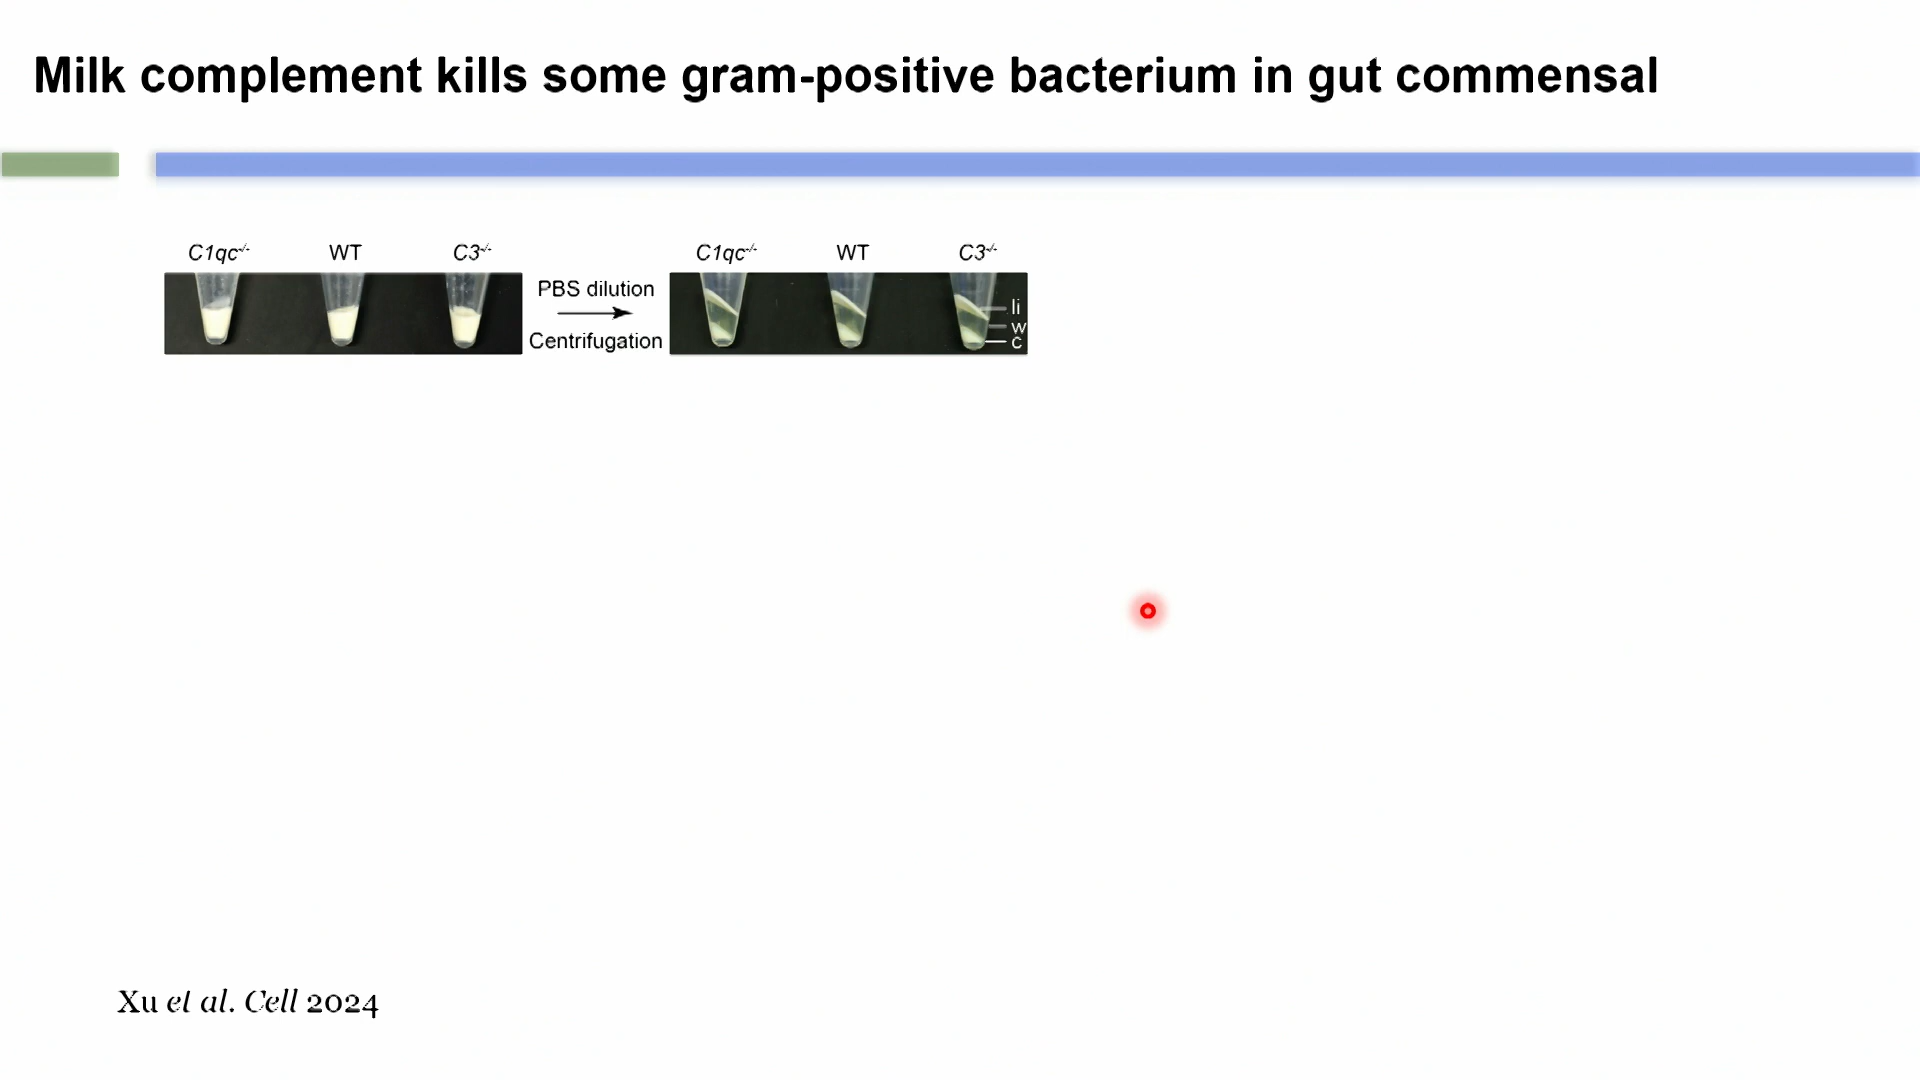 Milk complement kills some gram-positive bacterium in gut commensal
C1qc-/- WT C3-/-
PBS dilution
Centrifugation
C1qc-/- WT C3-/-
li
w
c
Xu et al. Cell 2024